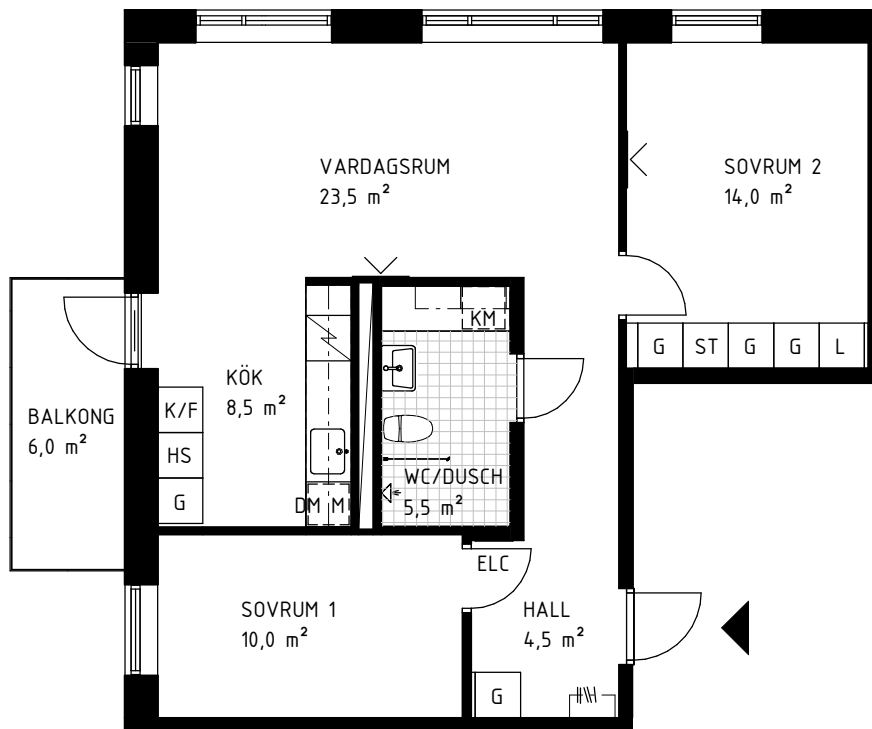 VARDAGSRUM
23,5 m²
SOVRUM 2
14,0 m²
KM
G
ST
G
G
L
KÖK
8,5 m²
K/F
HS
G
BALKONG
6,0 m²
WC/DUSCH
5,5 m²
DM M
ELC
SOVRUM 1
10,0 m²
HALL
4,5 m²
G